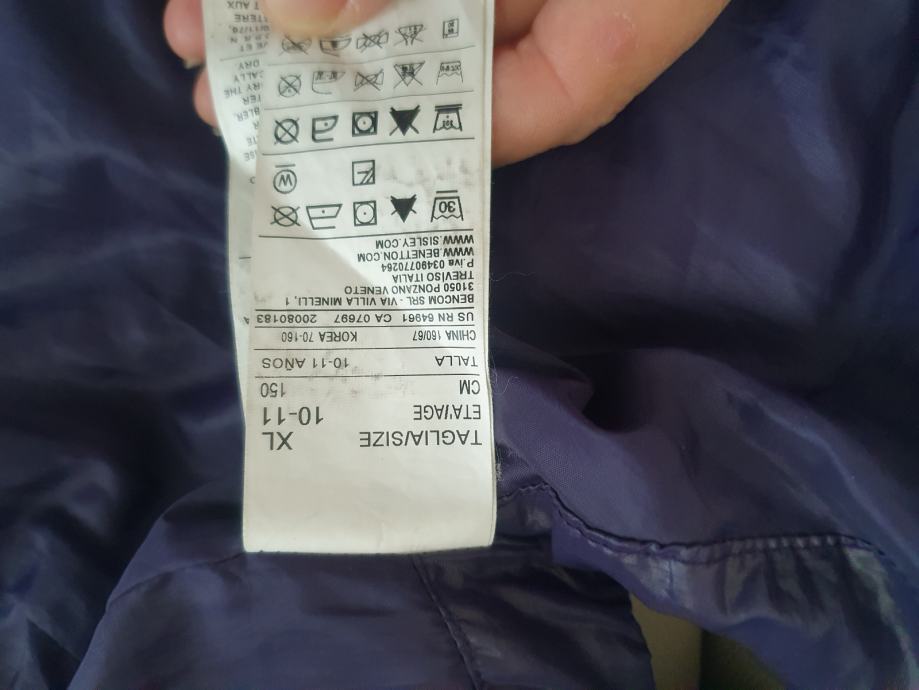 TAGLIA/SIZE XL
ETA'/AGE 10-11
CM 150
TALLA 10-11 AÑOS
CHINA 160/67 KOREA 70-160
US RN 64961 CA 07697 20080183
BENCOM SRL - VIA VILLA MINELLI, 1
31050 PONZANO VENETO
TREVISO ITALIA
P.iva 03490770264
WWW.BENETTON.COM
WWW.SISLEY.COM
30
W